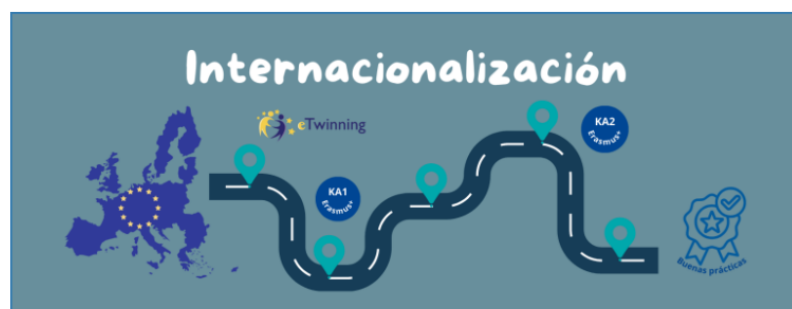 Internacionalización
eTwinning
KA1
Erasmus+
KA2
Erasmus+
Buenas prácticas